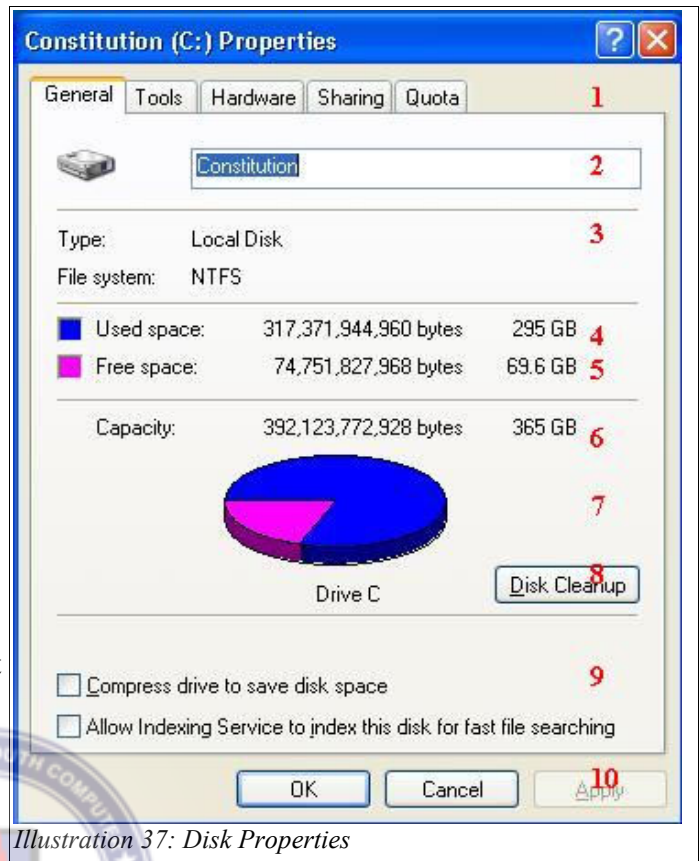 Constitution (C:) Properties
General Tools Hardware Sharing Quota 1
Constitution 2
Type: Local Disk 3
File system: NTFS
Used space: 317,371,944,960 bytes 295 GB 4
Free space: 74,751,827,968 bytes 69.6 GB 5
Capacity: 392,123,772,928 bytes 365 GB 6
7
Drive C
Disk Cleanup 8
Compress drive to save disk space 9
Allow Indexing Service to index this disk for fast file searching
OK Cancel Apply 10
Illustration 37: Disk Properties